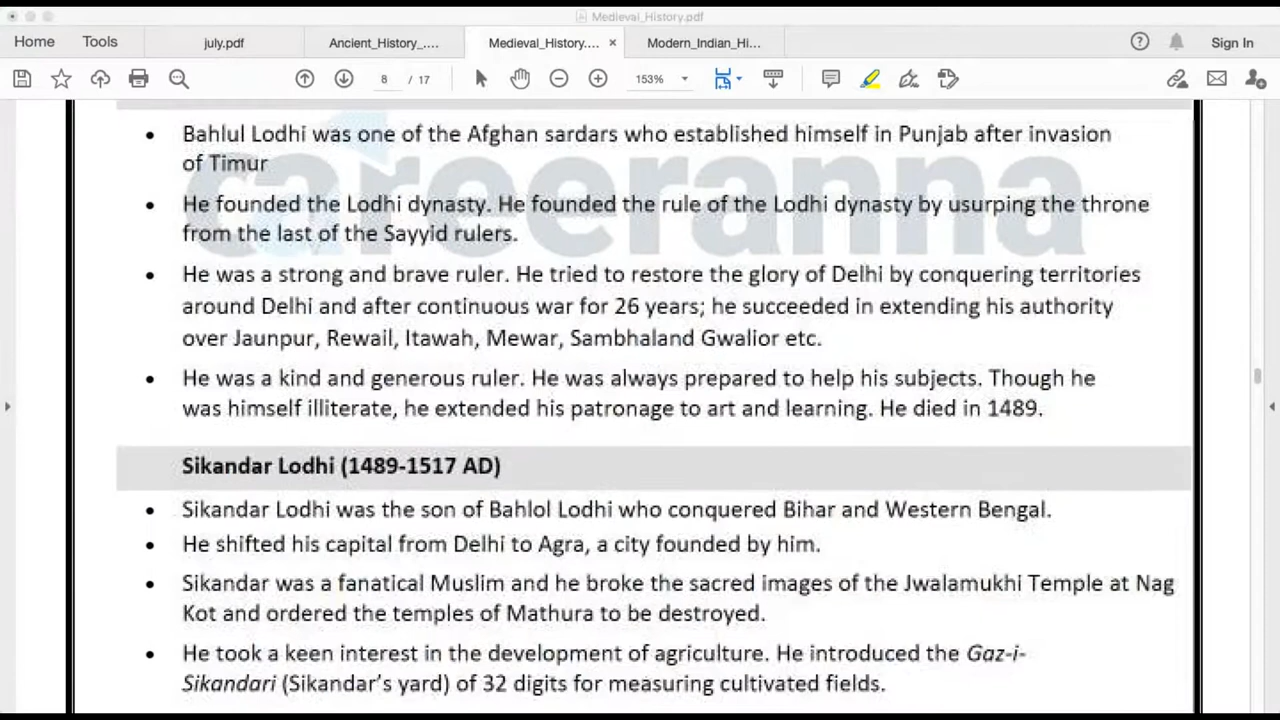 Medieval_History.pdf
Home Tools july.pdf Ancient_History_.... Medieval_History.... × Modern_Indian_Hi... Sign In
8 / 17 153%
careeranna
• Bahlul Lodhi was one of the Afghan sardars who established himself in Punjab after invasion
of Timur
• He founded the Lodhi dynasty. He founded the rule of the Lodhi dynasty by usurping the throne
from the last of the Sayyid rulers.
• He was a strong and brave ruler. He tried to restore the glory of Delhi by conquering territories
around Delhi and after continuous war for 26 years; he succeeded in extending his authority
over Jaunpur, Rewail, Itawah, Mewar, Sambhaland Gwalior etc.
• He was a kind and generous ruler. He was always prepared to help his subjects. Though he
was himself illiterate, he extended his patronage to art and learning. He died in 1489.
Sikandar Lodhi (1489-1517 AD)
• Sikandar Lodhi was the son of Bahlol Lodhi who conquered Bihar and Western Bengal.
• He shifted his capital from Delhi to Agra, a city founded by him.
• Sikandar was a fanatical Muslim and he broke the sacred images of the Jwalamukhi Temple at Nag
Kot and ordered the temples of Mathura to be destroyed.
• He took a keen interest in the development of agriculture. He introduced the Gaz-i-
Sikandari (Sikandar's yard) of 32 digits for measuring cultivated fields.